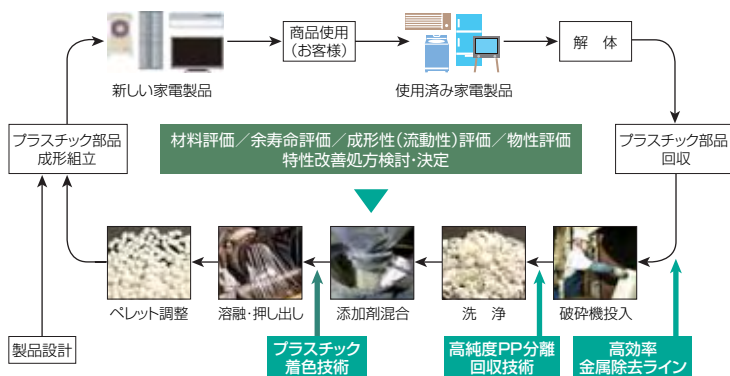 新しい家電製品
商品使用
(お客様)
使用済み家電製品
解 体
プラスチック部品
成形組立
材料評価／余寿命評価／成形性(流動性)評価／物性評価
特性改善処方検討・決定
プラスチック部品
回収
ペレット調整
溶融・押し出し
添加剤混合
洗 浄
破砕機投入
製品設計
プラスチック
着色技術
高純度PP分離
回収技術
高効率
金属除去ライン